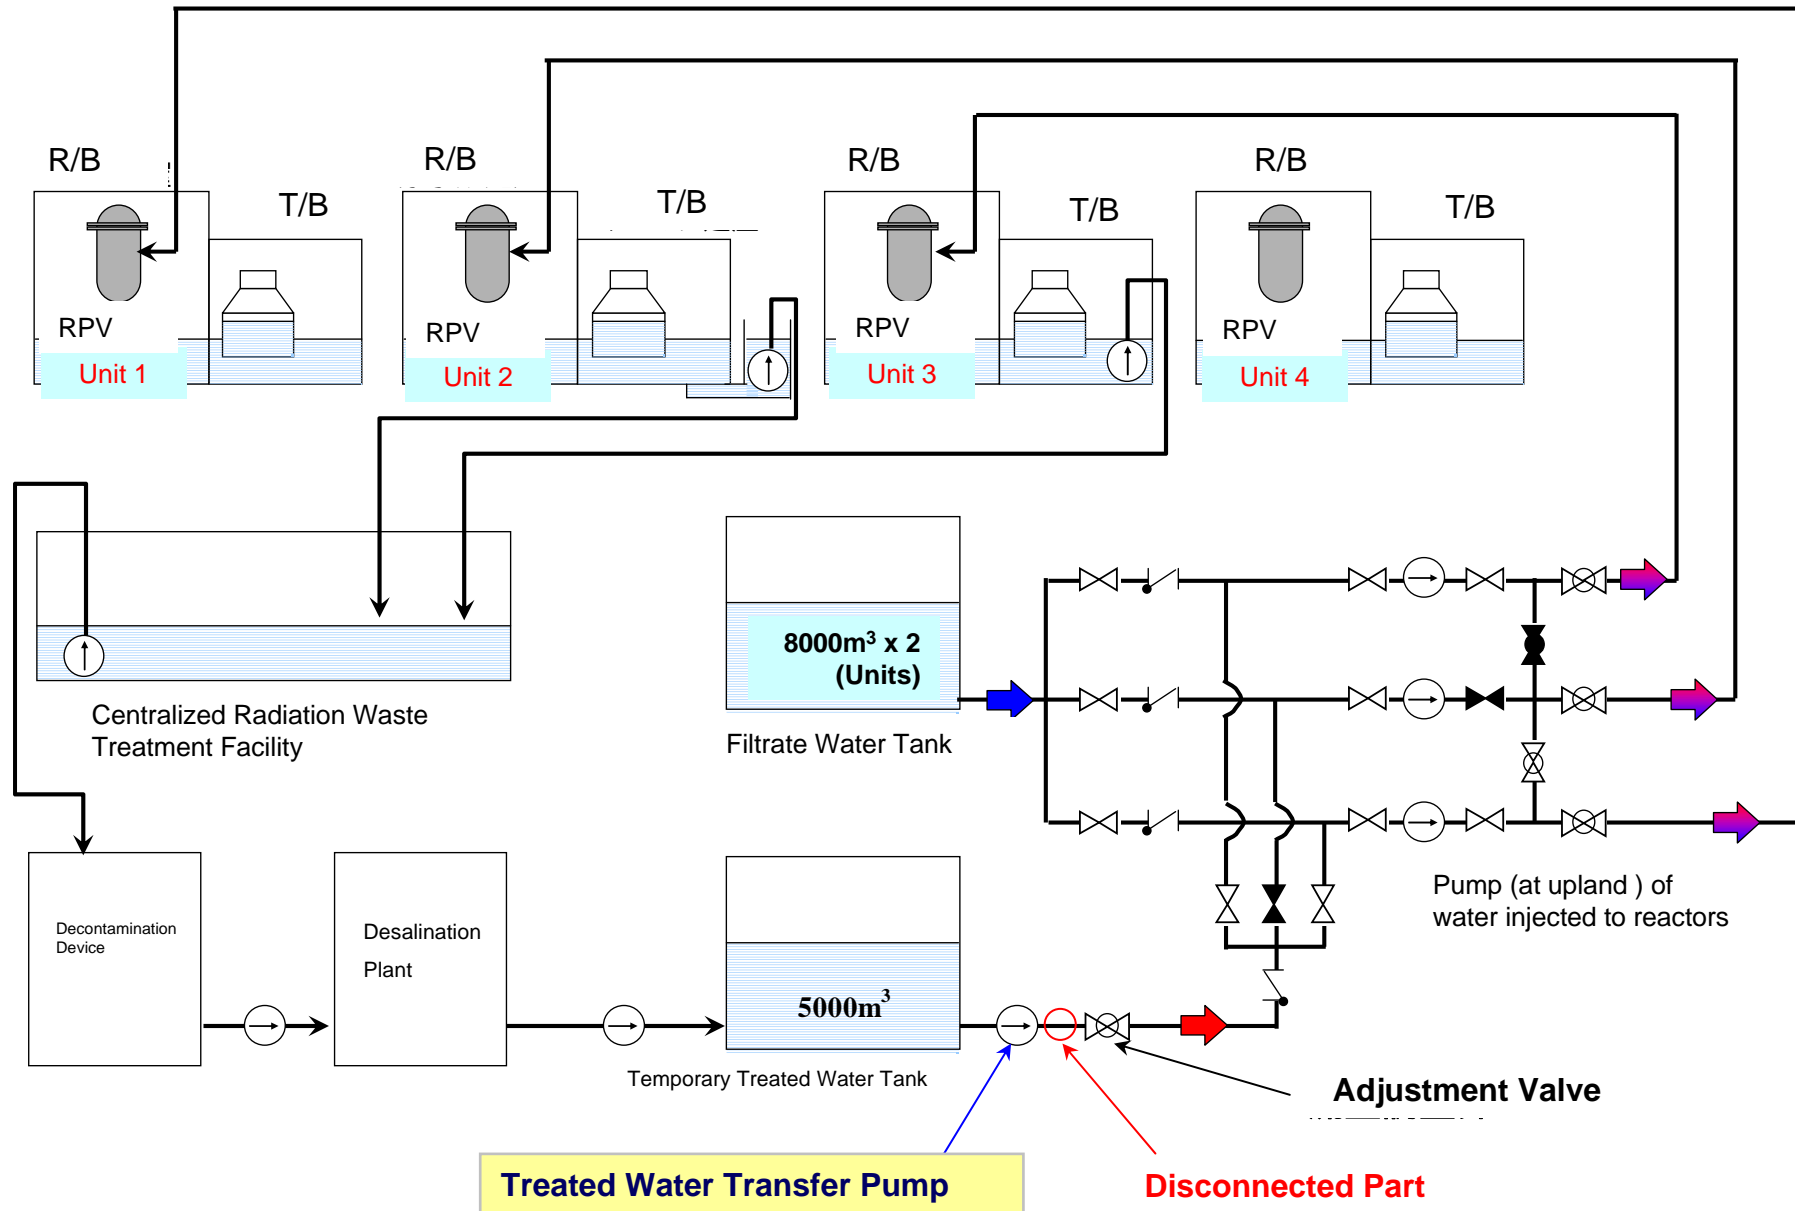 R/B
T/B
R/B
T/B
R/B
T/B
R/B
T/B
RPV
Unit 1
RPV
Unit 2
RPV
Unit 3
RPV
Unit 4
Centralized Radiation Waste
Treatment Facility
8000m³ x 2
(Units)
Filtrate Water Tank
Decontamination
Device
Desalination
Plant
5000m³
Temporary Treated Water Tank
Pump (at upland ) of
water injected to reactors
Adjustment Valve
Treated Water Transfer Pump
Disconnected Part